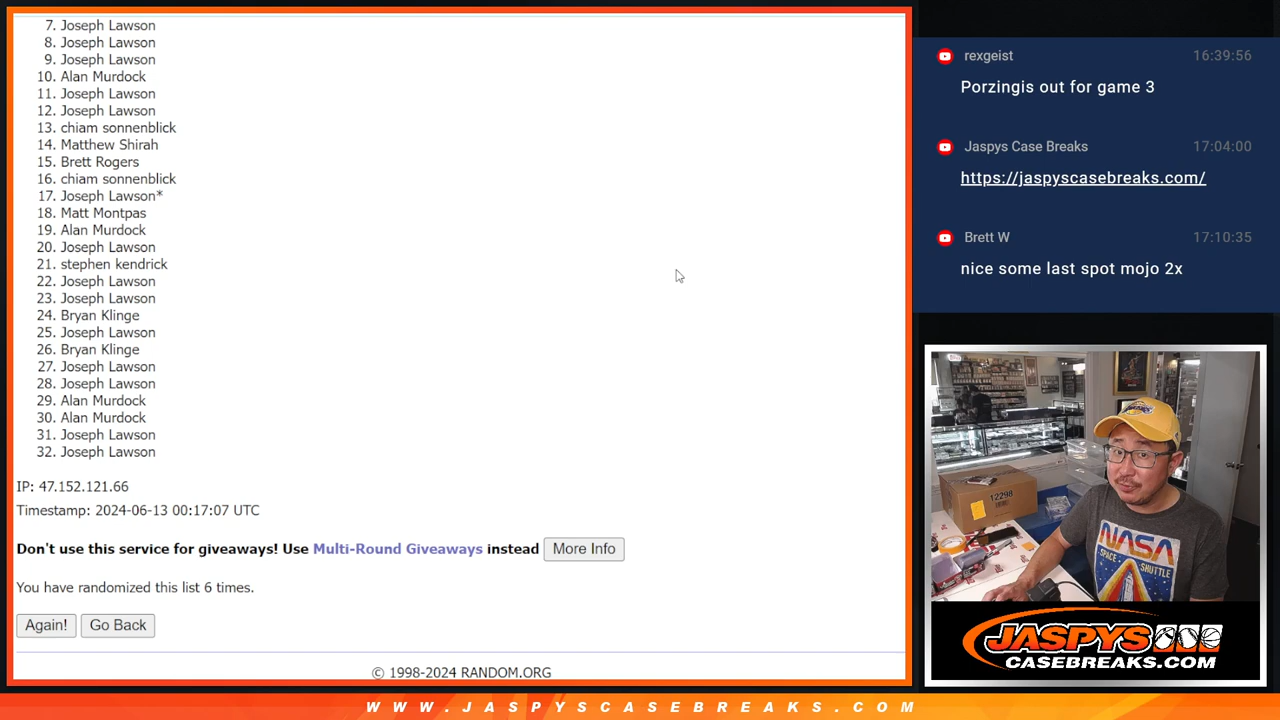 7. Joseph Lawson
8. Joseph Lawson
9. Joseph Lawson
10. Alan Murdock
11. Joseph Lawson
12. Joseph Lawson
13. chiam sonnenblick
14. Matthew Shirah
15. Brett Rogers
16. chiam sonnenblick
17. Joseph Lawson*
18. Matt Montpas
19. Alan Murdock
20. Joseph Lawson
21. stephen kendrick
22. Joseph Lawson
23. Joseph Lawson
24. Bryan Klinge
25. Joseph Lawson
26. Bryan Klinge
27. Joseph Lawson
28. Joseph Lawson
29. Alan Murdock
30. Alan Murdock
31. Joseph Lawson
32. Joseph Lawson
IP: 47.152.121.66
Timestamp: 2024-06-13 00:17:07 UTC
Don't use this service for giveaways! Use Multi-Round Giveaways instead More Info
You have randomized this list 6 times.
Again! Go Back
© 1998-2024 RANDOM.ORG
rexgeist 16:39:56
Porzingis out for game 3
Jaspys Case Breaks 17:04:00
https://jaspyscasebreaks.com/
Brett W 17:10:35
nice some last spot mojo 2x
12298
NASA
SPACE SHUTTLE
JASPYS
CASEBREAKS.COM
WWW.JASPYSCASEBREAKS.COM